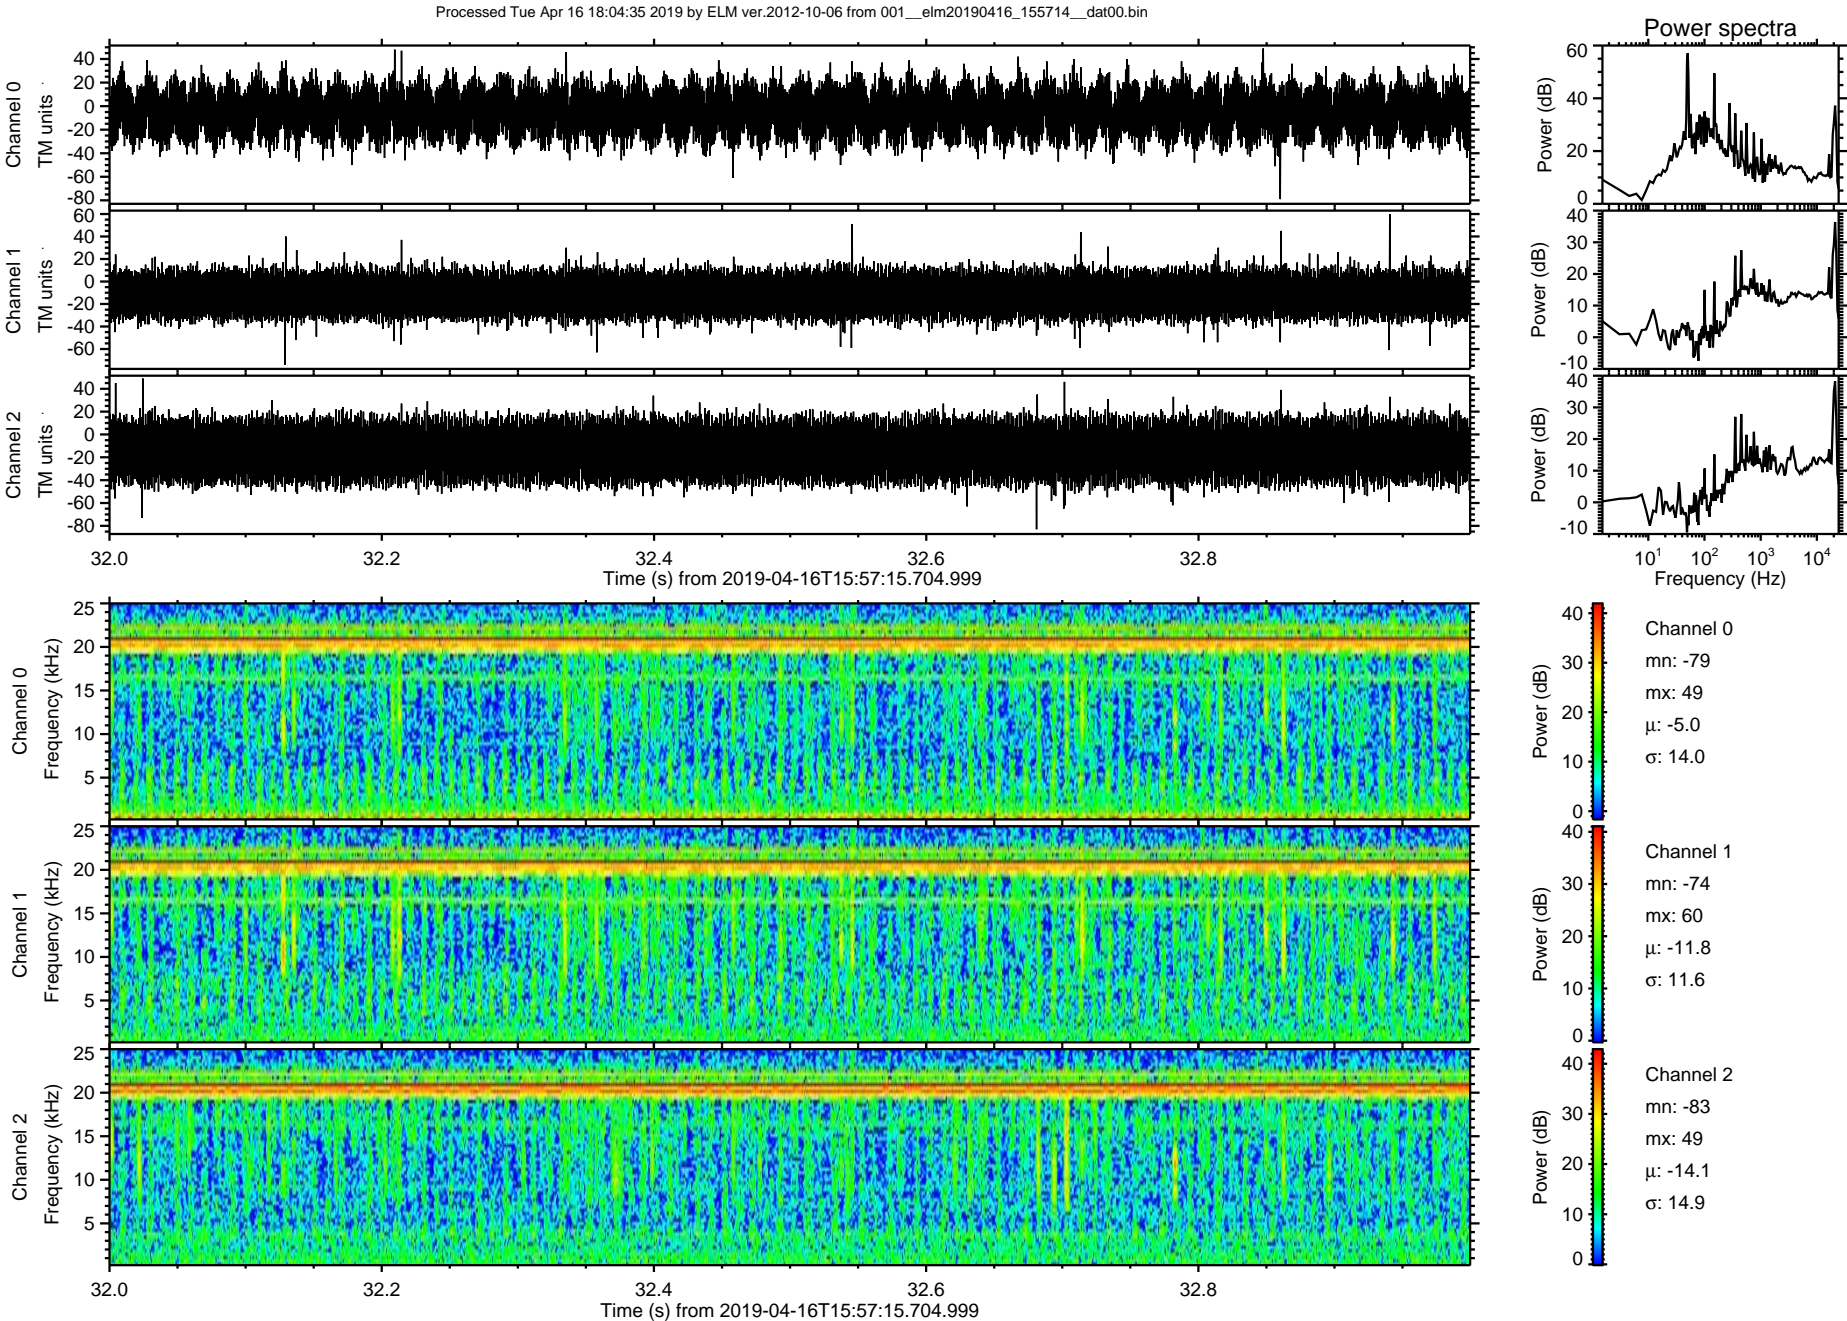 Processed Tue Apr 16 18:04:35 2019 by ELM ver.2012-10-06 from 001__elm20190416_155714__dat00.bin
Power spectra
Channel 0
TM units
40
20
0
-20
-40
-60
-80
Power (dB)
60
40
20
0
Channel 1
TM units
60
40
20
0
-20
-40
-60
Power (dB)
40
30
20
10
0
-10
Channel 2
TM units
40
20
0
-20
-40
-60
-80
Power (dB)
40
30
20
10
0
-10
32.0 32.2 32.4 32.6 32.8
Time (s) from 2019-04-16T15:57:15.704.999
10¹ 10² 10³ 10⁴
Frequency (Hz)
Channel 0
Frequency (kHz)
25
20
15
10
5
Power (dB)
40
30
20
10
0
Channel 0
mn: -79
mx: 49
µ: -5.0
σ: 14.0
Channel 1
Frequency (kHz)
25
20
15
10
5
Power (dB)
40
30
20
10
0
Channel 1
mn: -74
mx: 60
µ: -11.8
σ: 11.6
Channel 2
Frequency (kHz)
25
20
15
10
5
Power (dB)
40
30
20
10
0
Channel 2
mn: -83
mx: 49
µ: -14.1
σ: 14.9
32.0 32.2 32.4 32.6 32.8
Time (s) from 2019-04-16T15:57:15.704.999